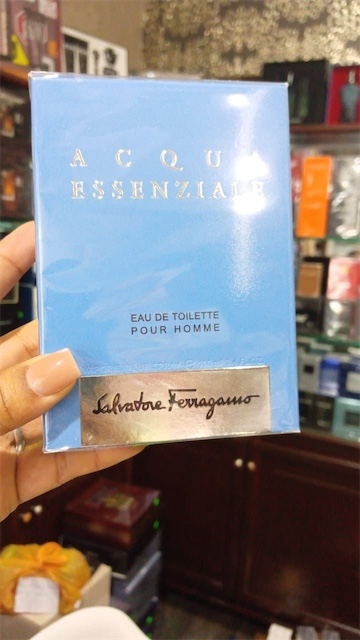 ACQUA
ESSENZIALE
EAU DE TOILETTE
POUR HOMME
Salvatore Ferragamo